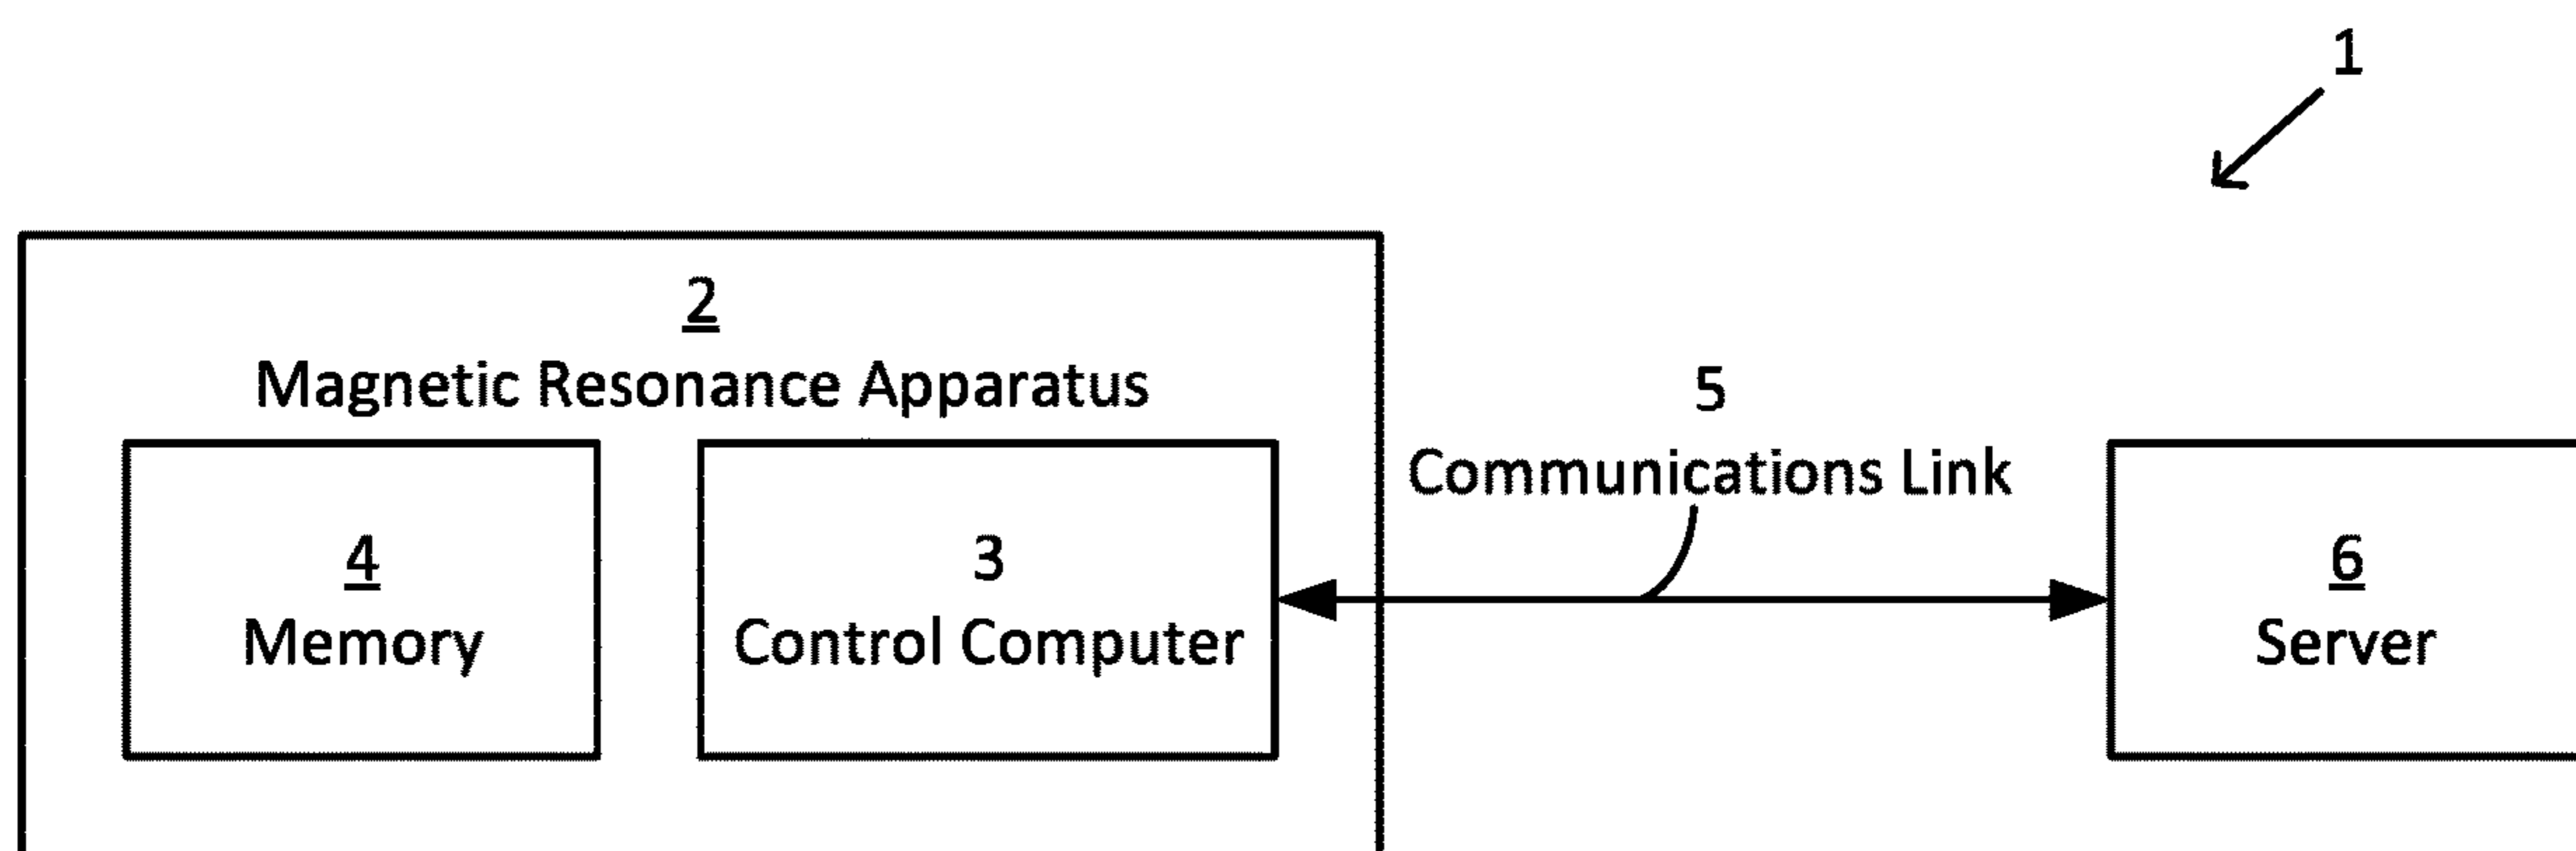 1
2
Magnetic Resonance Apparatus
5
Communications Link
4
Memory
3
Control Computer
6
Server